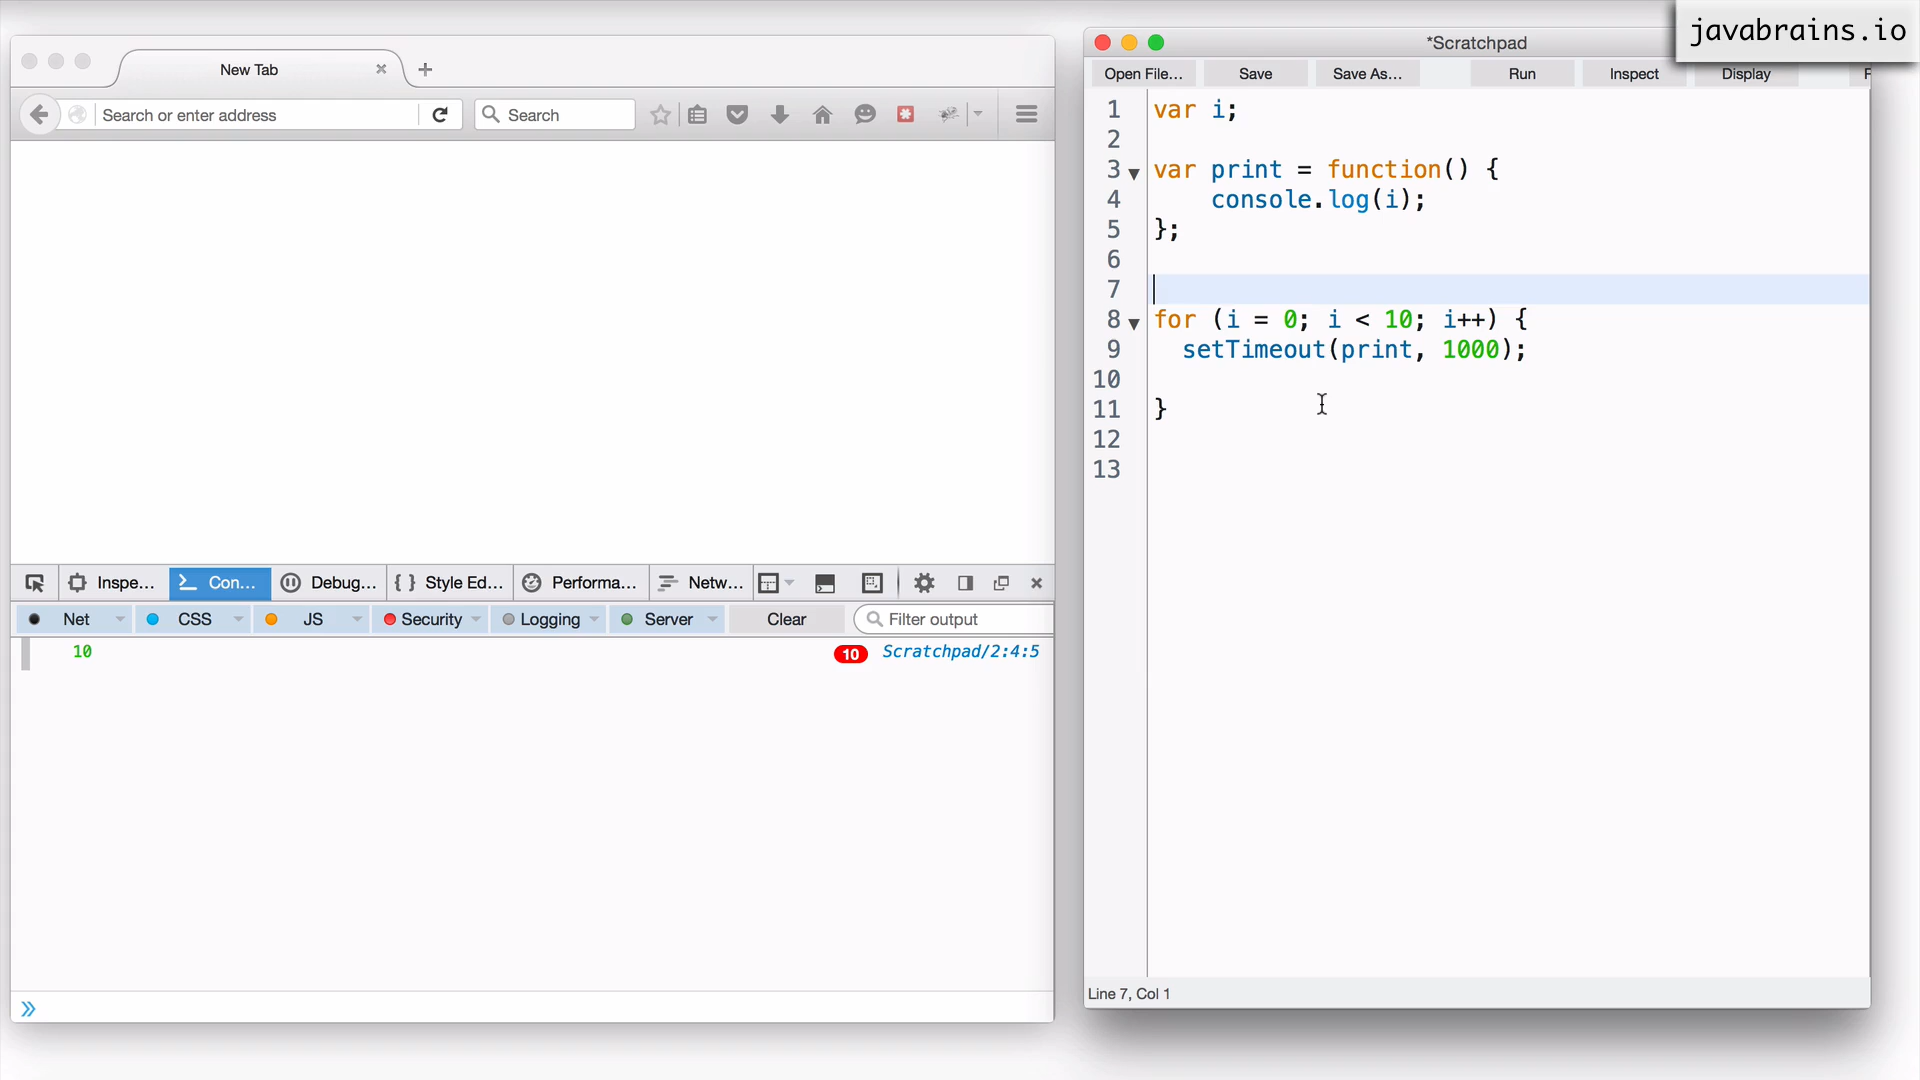 javabrains.io
New Tab
Search or enter address
Search
Inspe...
Con...
Debug...
Style Ed...
Performa...
Netw...
Net
CSS
JS
Security
Logging
Server
Clear
Filter output
10
10
Scratchpad/2:4:5
*Scratchpad
Open File...
Save
Save As...
Run
Inspect
Display
1 var i;
2
3 var print = function() {
4 console.log(i);
5 };
6
7
8 for (i = 0; i < 10; i++) {
9 setTimeout(print, 1000);
10
11 }
12
13
Line 7, Col 1